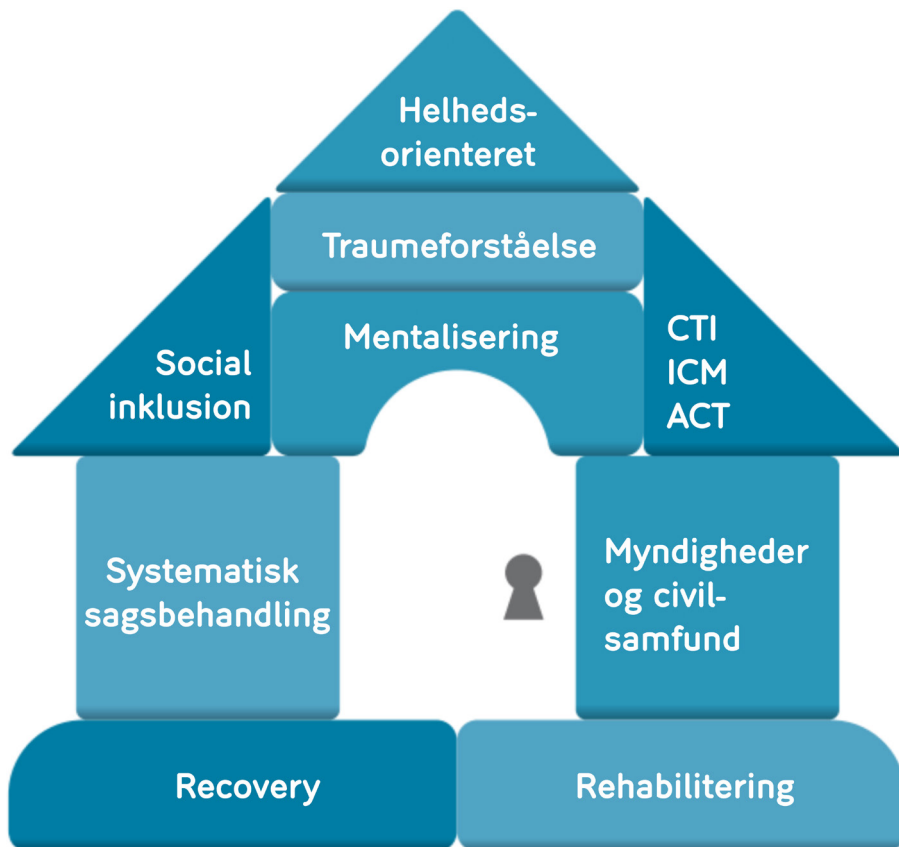 Helheds-
orienteret
Traumeforståelse
Mentalisering
Social
inklusion
CTI
ICM
ACT
Systematisk
sagsbehandling
Myndigheder
og civil-
samfund
Recovery
Rehabilitering